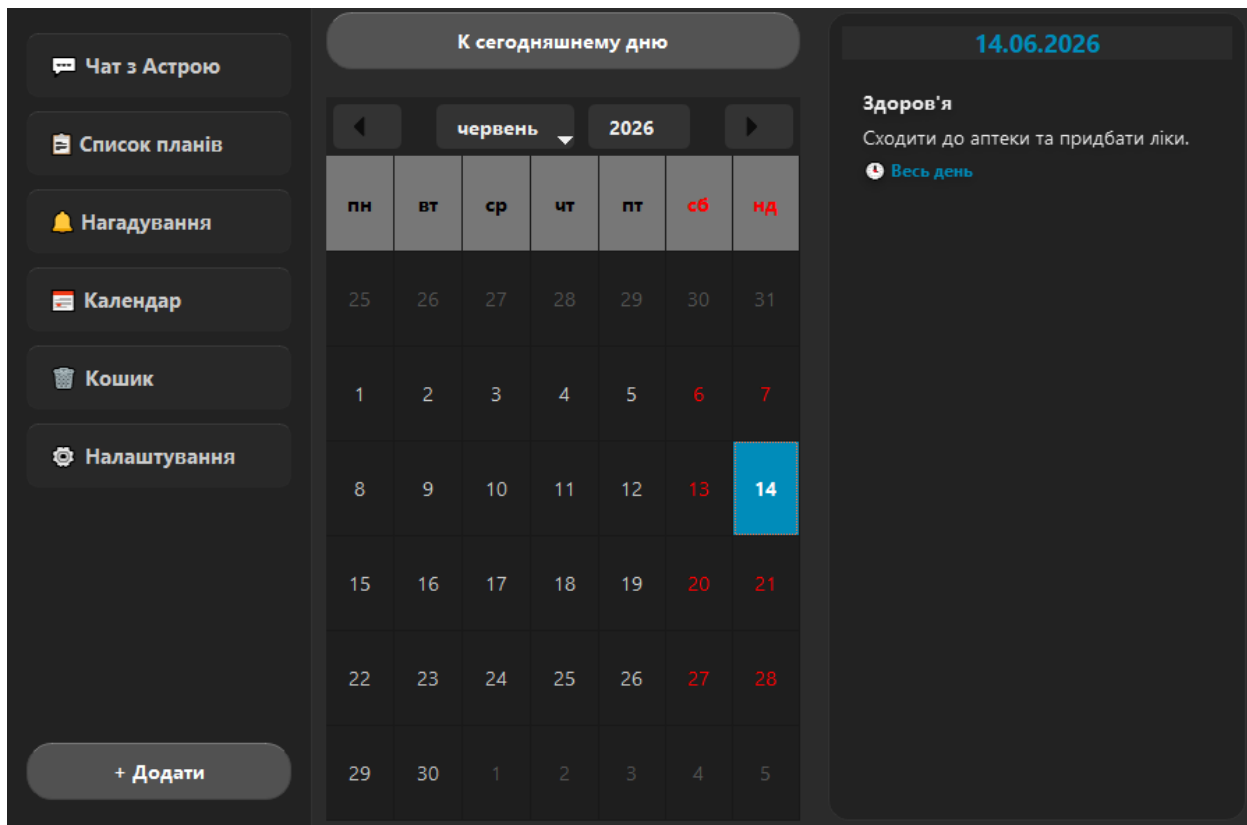 Чат з Астрою
Список планів
Нагадування
Календар
Кошик
Налаштування
+ Додати
К сегодняшнему дню
червень 2026
пн вт ср чт пт сб нд
25 26 27 28 29 30 31
1 2 3 4 5 6 7
8 9 10 11 12 13 14
15 16 17 18 19 20 21
22 23 24 25 26 27 28
29 30 1 2 3 4 5
14.06.2026
Здоров'я
Сходити до аптеки та придбати ліки.
Весь день